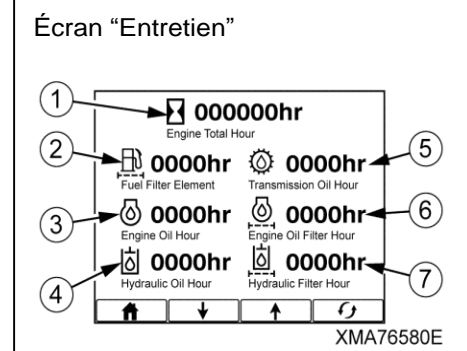 Écran “Entretien”
1
000000hr
Engine Total Hour
2
0000hr
Fuel Filter Element
0000hr
Transmission Oil Hour
5
3
0000hr
Engine Oil Hour
0000hr
Engine Oil Filter Hour
6
4
0000hr
Hydraulic Oil Hour
0000hr
Hydraulic Filter Hour
7
XMA76580E